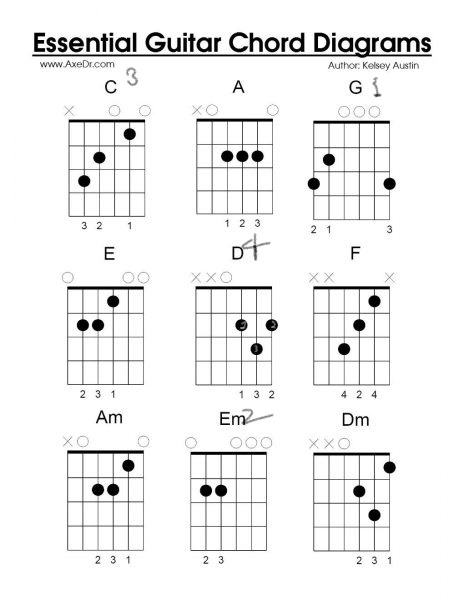 Essential Guitar Chord Diagrams
www.AxeDr.com Author: Kelsey Austin
C 3 A G 1
X O O X O O O O O
3 2 1 1 2 3 2 1 3
E D 4 F
O O O X X O X X X
2 3 1 1 3 2 4 2 4
Am Em 2 Dm
X O O O O O O X X O
2 3 1 2 3 2 3 1